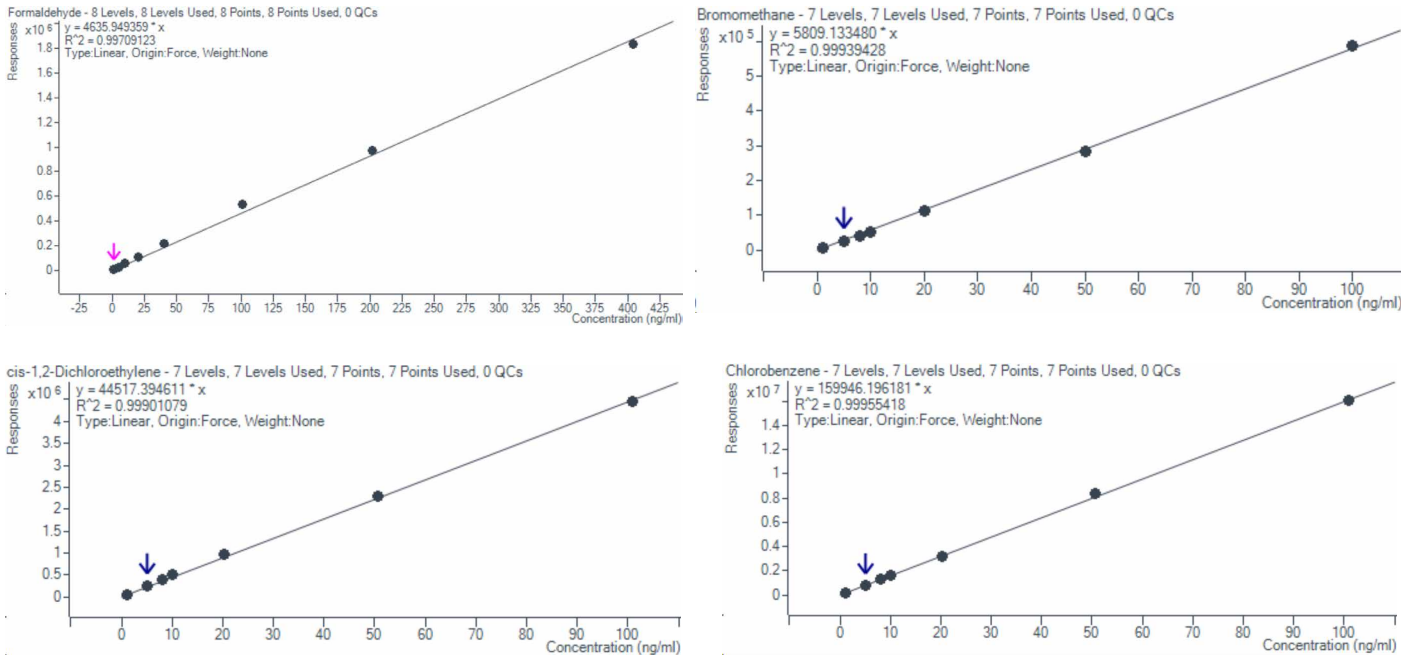 Formaldehyde - 8 Levels, 8 Levels Used, 8 Points, 8 Points Used, 0 QCs
Responses
x10 6
y = 4635.949359 * x
R^2 = 0.99709123
Type:Linear, Origin:Force, Weight:None
1.8
1.6
1.4
1.2
1
0.8
0.6
0.4
0.2
0
-25 0 25 50 75 100 125 150 175 200 225 250 275 300 325 350 375 400 425
Concentration (ng/ml)
Bromomethane - 7 Levels, 7 Levels Used, 7 Points, 7 Points Used, 0 QCs
Responses
x10 5
y = 5809.133480 * x
R^2 = 0.99939428
Type:Linear, Origin:Force, Weight:None
5
4
3
2
1
0
0 10 20 30 40 50 60 70 80 90 100
Concentration (ng/ml)
cis-1,2-Dichloroethylene - 7 Levels, 7 Levels Used, 7 Points, 7 Points Used, 0 QCs
Responses
x10 6
y = 44517.394611 * x
R^2 = 0.99901079
Type:Linear, Origin:Force, Weight:None
4
3.5
3
2.5
2
1.5
1
0.5
0
0 10 20 30 40 50 60 70 80 90 100
Concentration (ng/ml)
Chlorobenzene - 7 Levels, 7 Levels Used, 7 Points, 7 Points Used, 0 QCs
Responses
x10 7
y = 159946.196181 * x
R^2 = 0.99955418
Type:Linear, Origin:Force, Weight:None
1.4
1.2
1
0.8
0.6
0.4
0.2
0
0 10 20 30 40 50 60 70 80 90 100
Concentration (ng/ml)